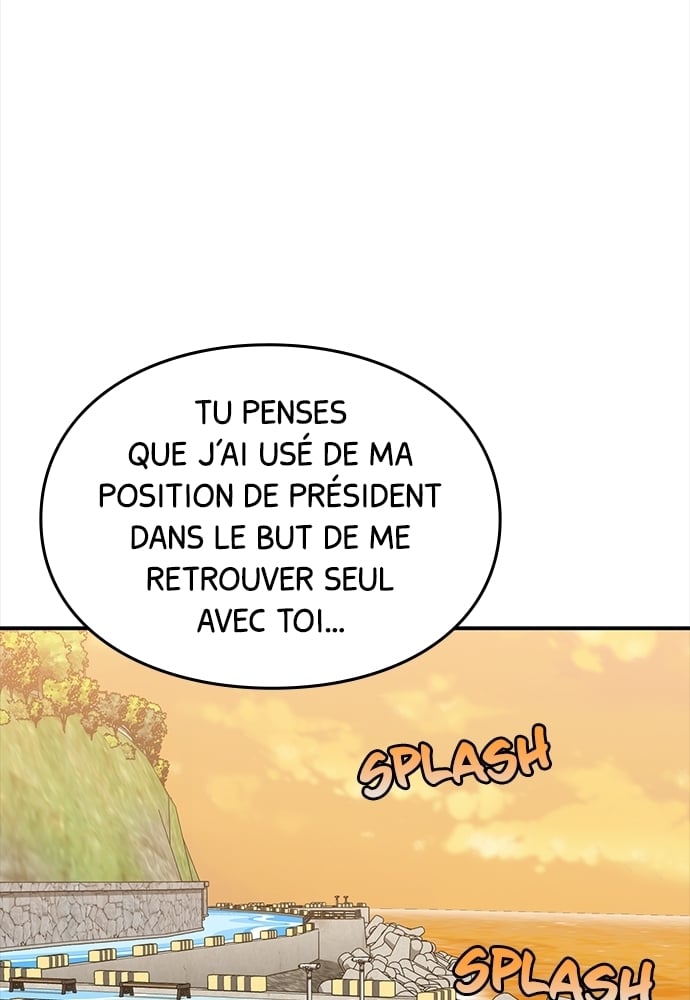 TU PENSES
QUE J'AI USÉ DE MA
POSITION DE PRÉSIDENT
DANS LE BUT DE ME
RETROUVER SEUL
AVEC TOI...
SPLASH
SPLASH